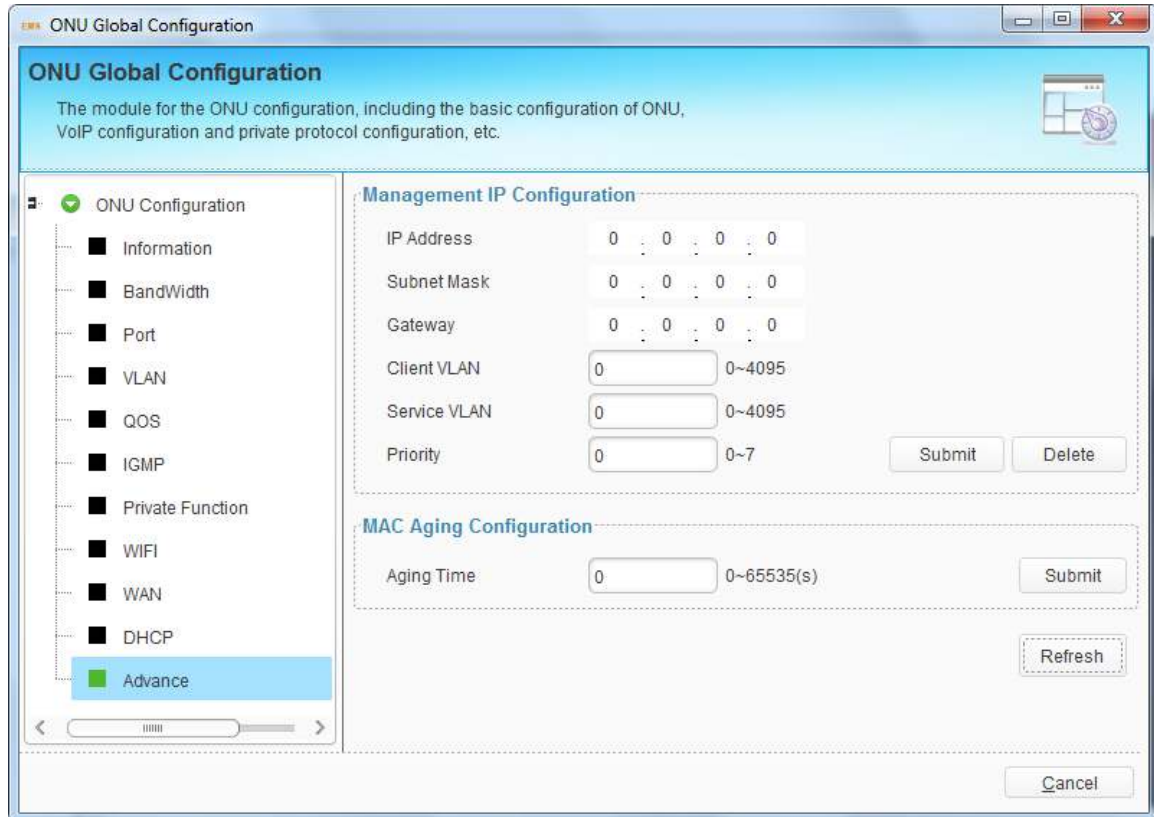 ONU Global Configuration
ONU Global Configuration
The module for the ONU configuration, including the basic configuration of ONU,
VoIP configuration and private protocol configuration, etc.
ONU Configuration
Information
BandWidth
Port
VLAN
QOS
IGMP
Private Function
WIFI
WAN
DHCP
Advance
Management IP Configuration
IP Address 0 . 0 . 0 . 0
Subnet Mask 0 . 0 . 0 . 0
Gateway 0 . 0 . 0 . 0
Client VLAN 0 0~4095
Service VLAN 0 0~4095
Priority 0 0~7 Submit Delete
MAC Aging Configuration
Aging Time 0 0~65535(s) Submit
Refresh
Cancel